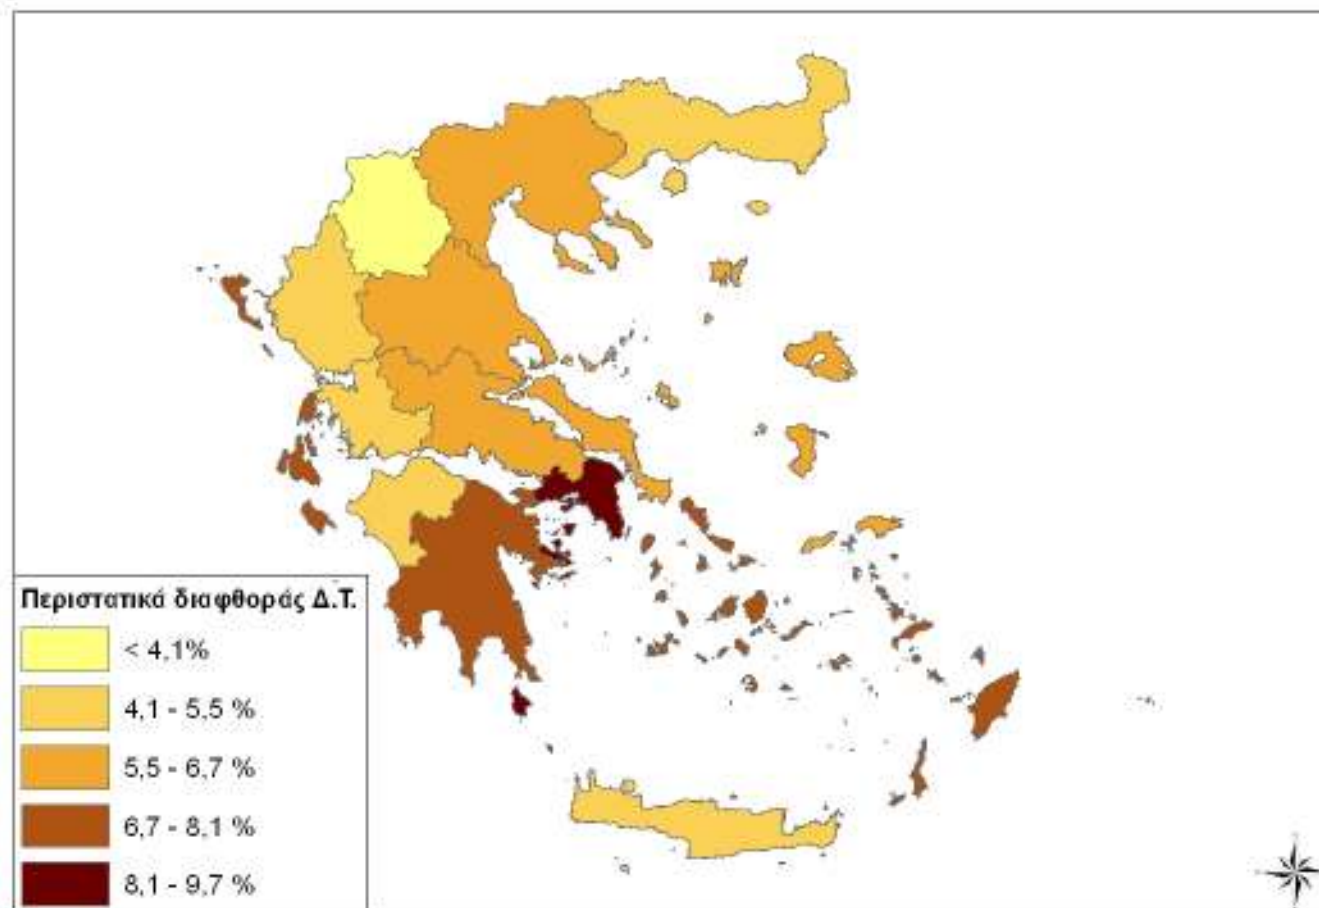 Περιστατικά διαφθοράς Δ.Τ.
< 4,1%
4,1 - 5,5 %
5,5 - 6,7 %
6,7 - 8,1 %
8,1 - 9,7 %